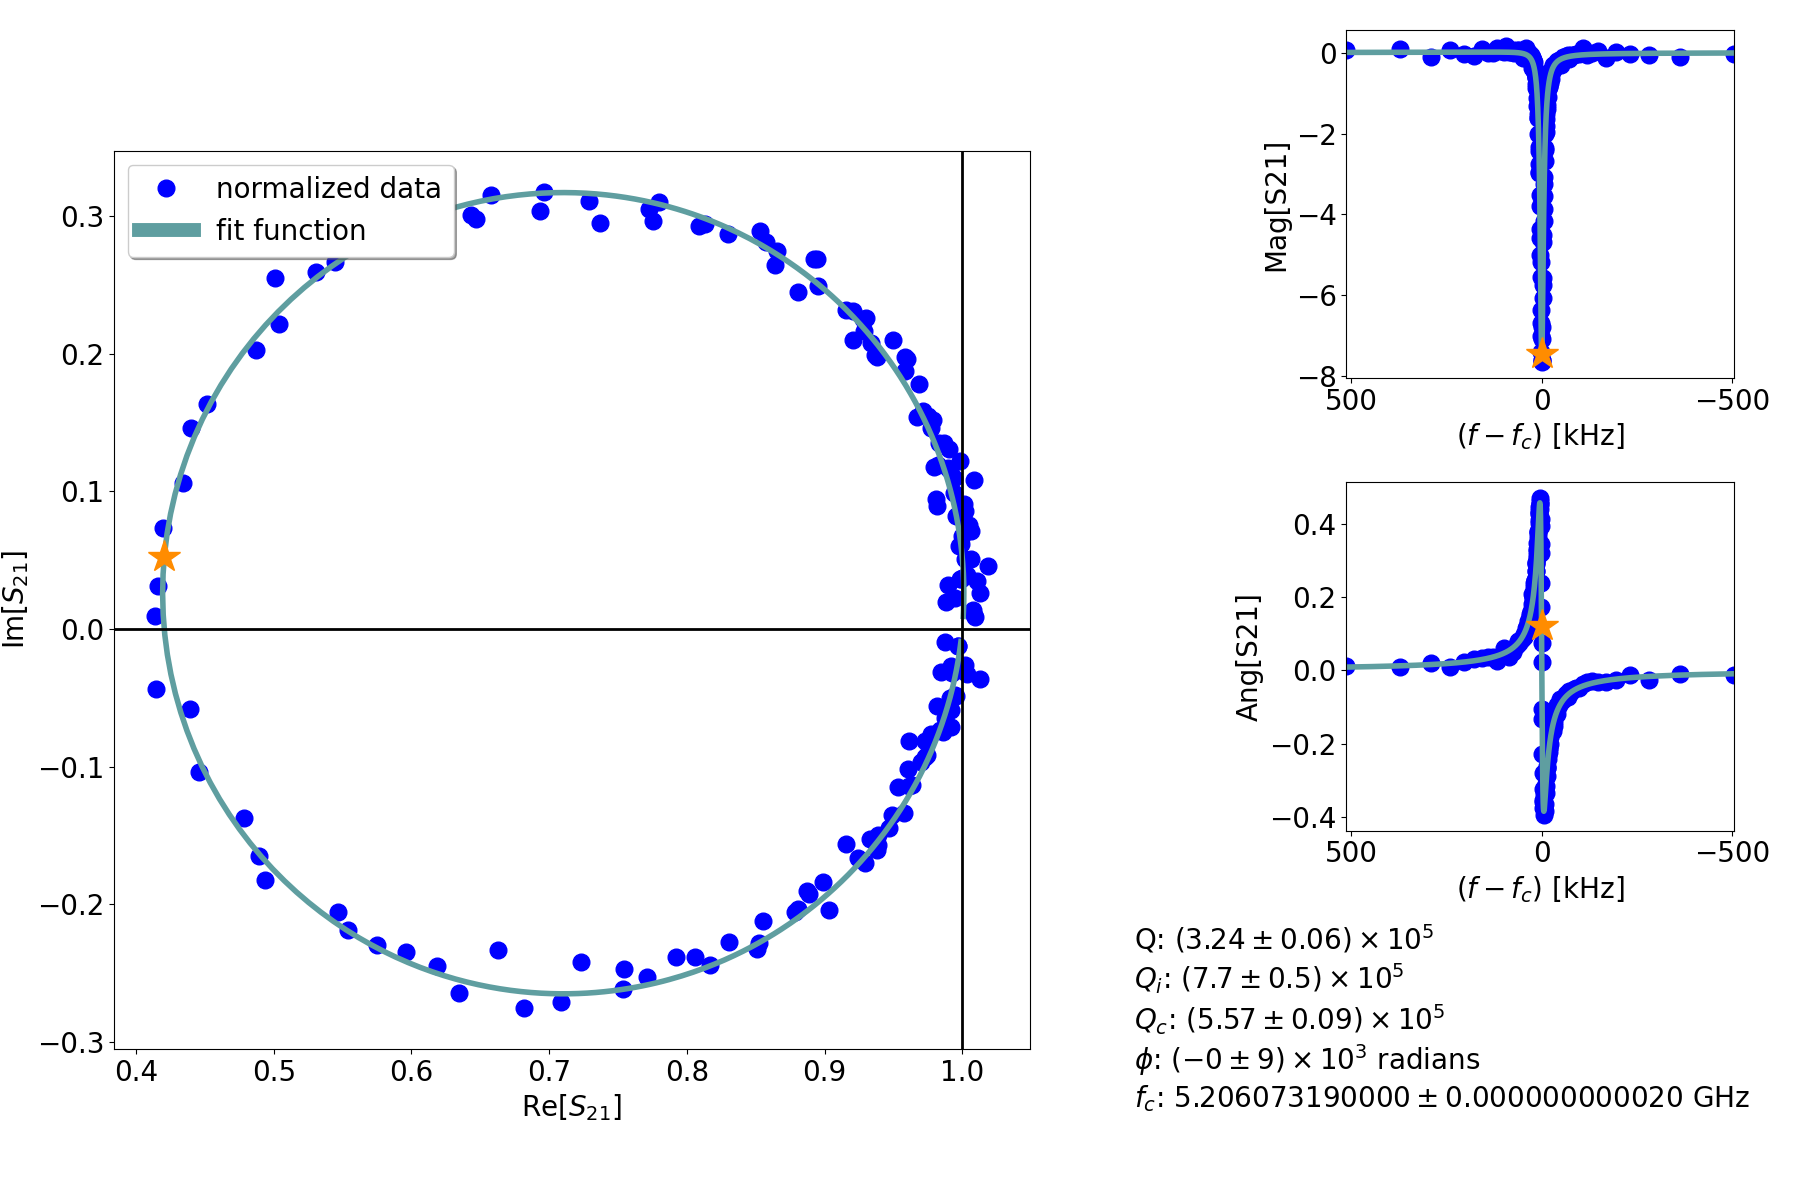 normalized data
fit function
0.3
0.2
0.1
0.0
−0.1
−0.2
−0.3
Im[S21]
0.4 0.5 0.6 0.7 0.8 0.9 1.0
Re[S21]
0
−2
−4
−6
−8
Mag[S21]
500 0 −500
(f − fc) [kHz]
0.4
0.2
0.0
−0.2
−0.4
Ang[S21]
500 0 −500
(f − fc) [kHz]
Q: (3.24 ± 0.06) × 10^5
Qi: (7.7 ± 0.5) × 10^5
Qc: (5.57 ± 0.09) × 10^5
ϕ: (−0 ± 9) × 10^3 radians
fc: 5.206073190000 ± 0.000000000020 GHz